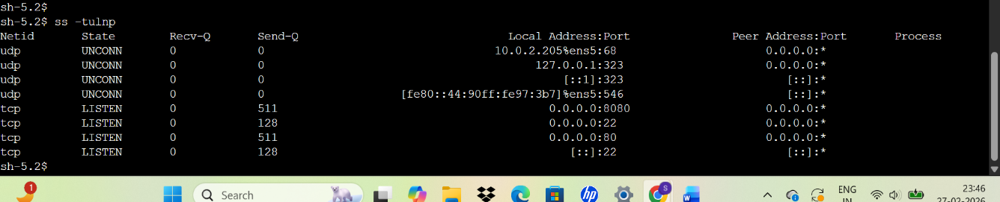 sh-5.2$
sh-5.2$ ss -tulnp
Netid State Recv-Q Send-Q Local Address:Port Peer Address:Port Process
udp UNCONN 0 0 10.0.2.205%ens5:68 0.0.0.0:*
udp UNCONN 0 0 127.0.0.1:323 0.0.0.0:*
udp UNCONN 0 0 [::1]:323 [::]:*
udp UNCONN 0 0 [fe80::44:90ff:fe97:3b7]%ens5:546 [::]:*
tcp LISTEN 0 511 0.0.0.0:8080 0.0.0.0:*
tcp LISTEN 0 128 0.0.0.0:22 0.0.0.0:*
tcp LISTEN 0 511 0.0.0.0:80 0.0.0.0:*
tcp LISTEN 0 128 [::]:22 [::]:*
sh-5.2$
1 Search hp S W ENG 23:46
IN 27-02-2026